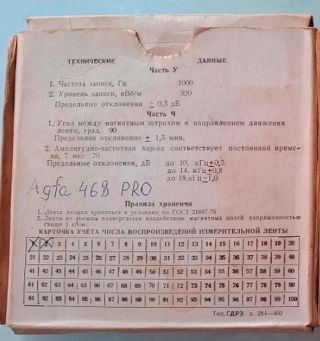 ТЕХНИЧЕСКИЕ ДАННЫЕ
Часть У
1. Частота записи, Гц 1000
2. Уровень записи, нВб/м 320
Предельные отклонения ± 0,3 дБ
Часть Ч
1. Угол между магнитным штрихом и направлением движения
ленты, град. 90
Предельное отклонение ± 1,5 мин.
2. Амплитудно-частотная хар-ка соответствует постоянной време-
ни, Т мкс 70
Предельные отклонения, дБ до 10, кГц±0,5
до 14, кГц±0,8
до 18кГц±1,0
Agfa 468 PRO
Правила хранения
1. Лента должна храниться в условиях по ГОСТ 21887-76
2. Ленты не должны подвергаться воздействию магнитных полей напряженностью
свыше 1 кА/м.
КАРТОЧКА УЧЕТА ЧИСЛА ВОСПРОИЗВЕДЕНИЙ ИЗМЕРИТЕЛЬНОЙ ЛЕНТЫ
3 4 5 6 7 8 9 10 11 12 13 14 15 16 17 18 19 20
21 22 23 24 25 26 27 28 29 30 31 32 33 34 35 36 37 38 39 40
41 42 43 44 45 46 47 48 49 50 51 52 53 54 55 56 57 58 59 60
61 62 63 64 65 66 67 68 69 70 71 72 73 74 75 76 77 78 79 80
81 82 83 84 85 86 87 88 89 90 91 92 93 94 95 96 97 98 99 100
Тип. ГДРЗ з. 284—460